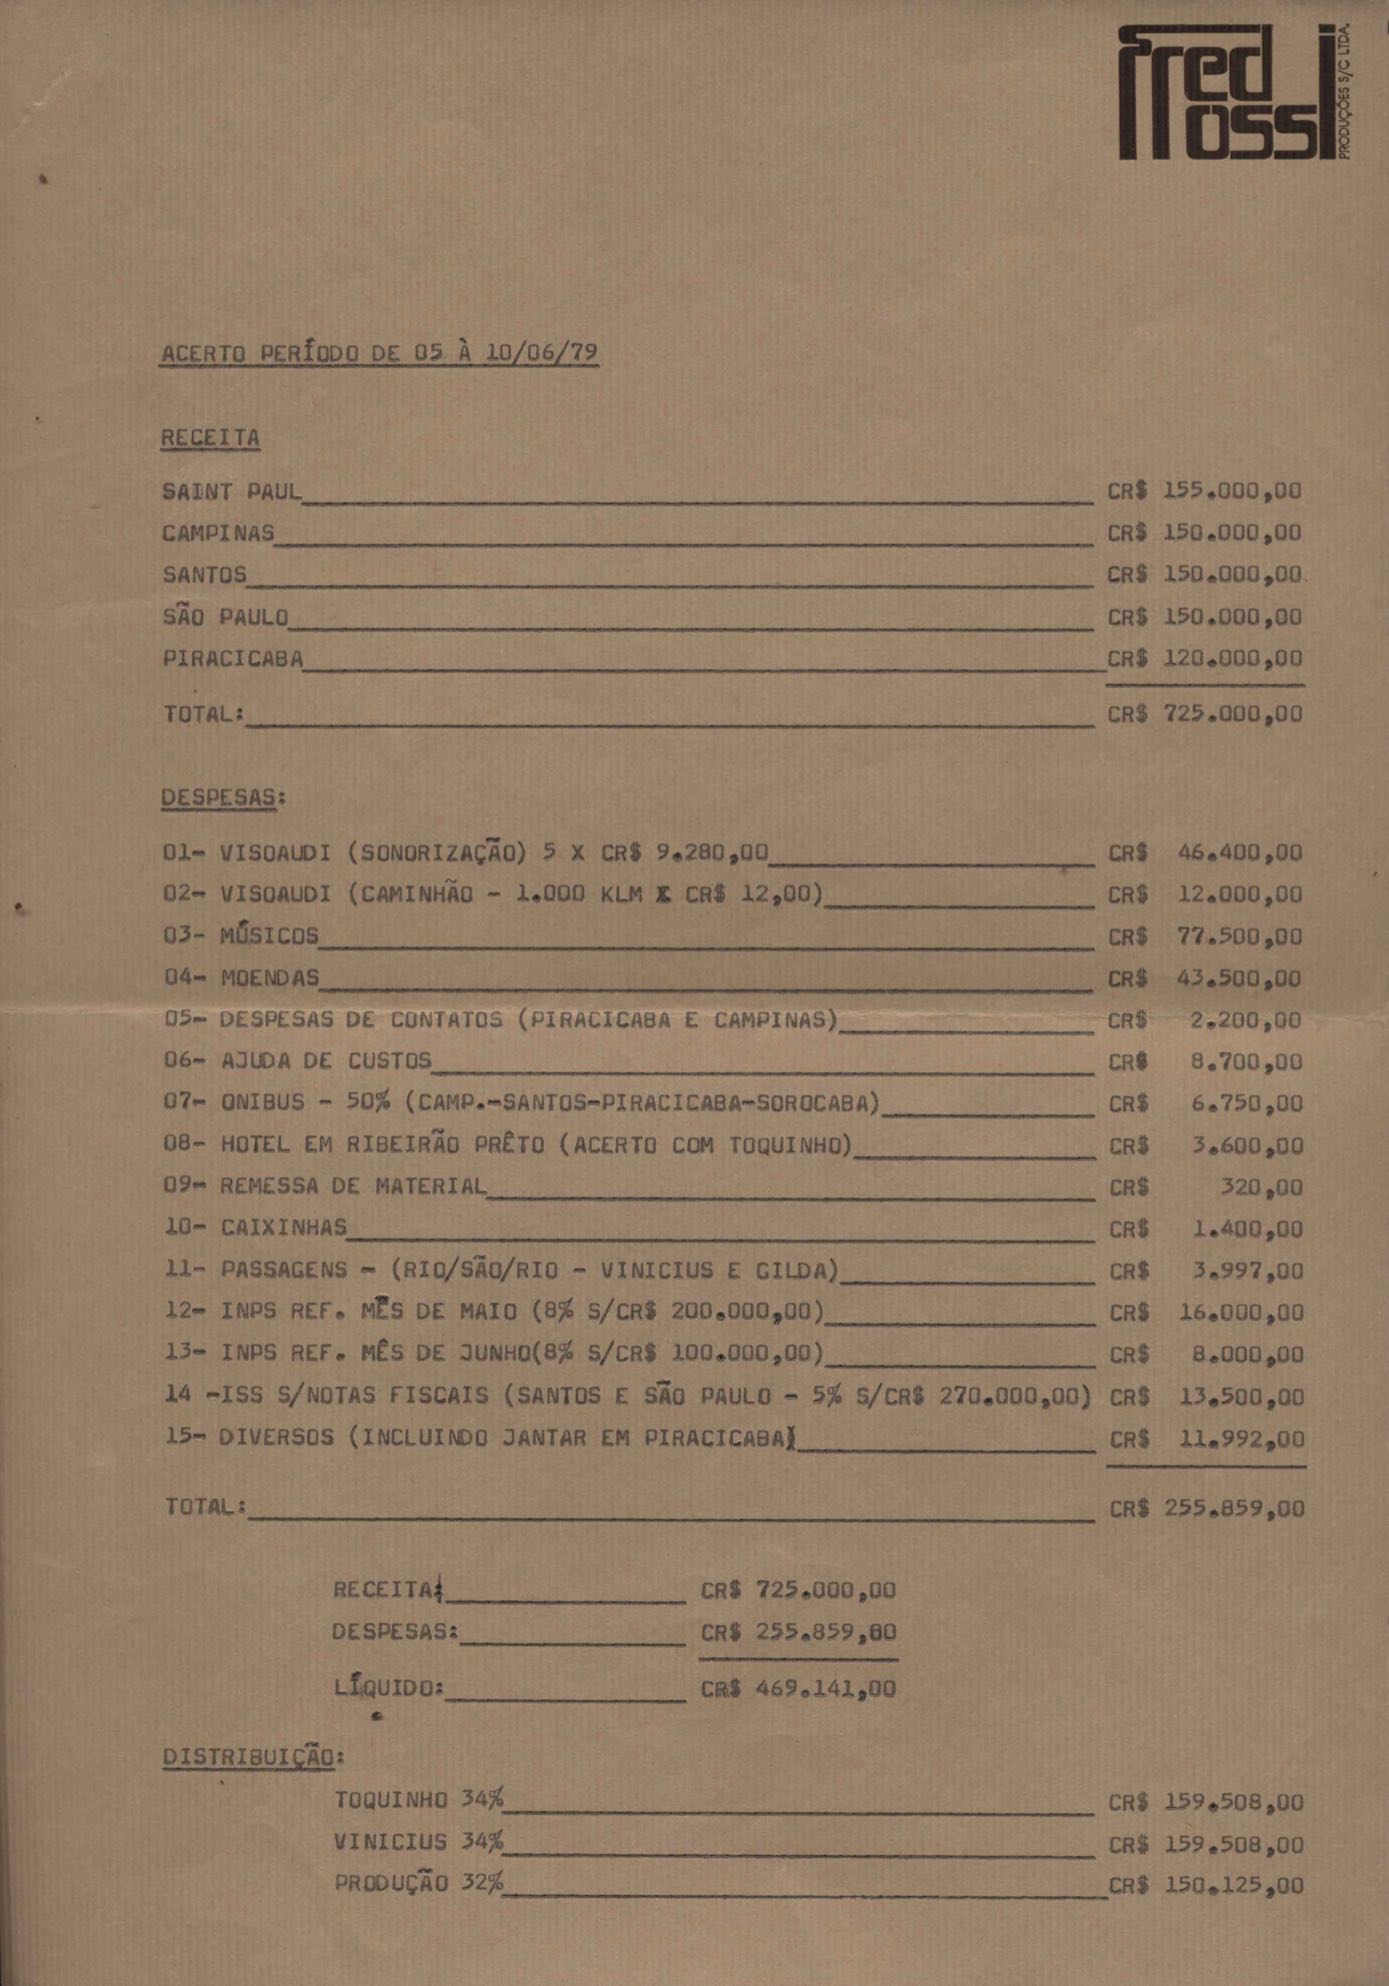 fred rossi
PRODUÇÕES S/C LTDA.
ACERTO PERÍODO DE 05 À 10/06/79
RECEITA
SAINT PAUL CR$ 155.000,00
CAMPINAS CR$ 150.000,00
SANTOS CR$ 150.000,00
SÃO PAULO CR$ 150.000,00
PIRACICABA CR$ 120.000,00
TOTAL: CR$ 725.000,00
DESPESAS:
01- VISOAUDI (SONORIZAÇÃO) 5 X CR$ 9.280,00 CR$ 46.400,00
02- VISOAUDI (CAMINHÃO - 1.000 KLM X CR$ 12,00) CR$ 12.000,00
03- MÚSICOS CR$ 77.500,00
04- MOENDAS CR$ 43.500,00
05- DESPESAS DE CONTATOS (PIRACICABA E CAMPINAS) CR$ 2.200,00
06- AJUDA DE CUSTOS CR$ 8.700,00
07- ONIBUS - 50% (CAMP.-SANTOS-PIRACICABA-SOROCABA) CR$ 6.750,00
08- HOTEL EM RIBEIRÃO PRÊTO (ACERTO COM TOQUINHO) CR$ 3.600,00
09- REMESSA DE MATERIAL CR$ 320,00
10- CAIXINHAS CR$ 1.400,00
11- PASSAGENS - (RIO/SÃO/RIO - VINICIUS E GILDA) CR$ 3.997,00
12- INPS REF. MÊS DE MAIO (8% S/CR$ 200.000,00) CR$ 16.000,00
13- INPS REF. MÊS DE JUNHO(8% S/CR$ 100.000,00) CR$ 8.000,00
14 -ISS S/NOTAS FISCAIS (SANTOS E SÃO PAULO - 5% S/CR$ 270.000,00) CR$ 13.500,00
15- DIVERSOS (INCLUINDO JANTAR EM PIRACICABA) CR$ 11.992,00
TOTAL: CR$ 255.859,00
RECEITA: CR$ 725.000,00
DESPESAS: CR$ 255.859,00
LÍQUIDO: CR$ 469.141,00
DISTRIBUIÇÃO:
TOQUINHO 34% CR$ 159.508,00
VINICIUS 34% CR$ 159.508,00
PRODUÇÃO 32% CR$ 150.125,00